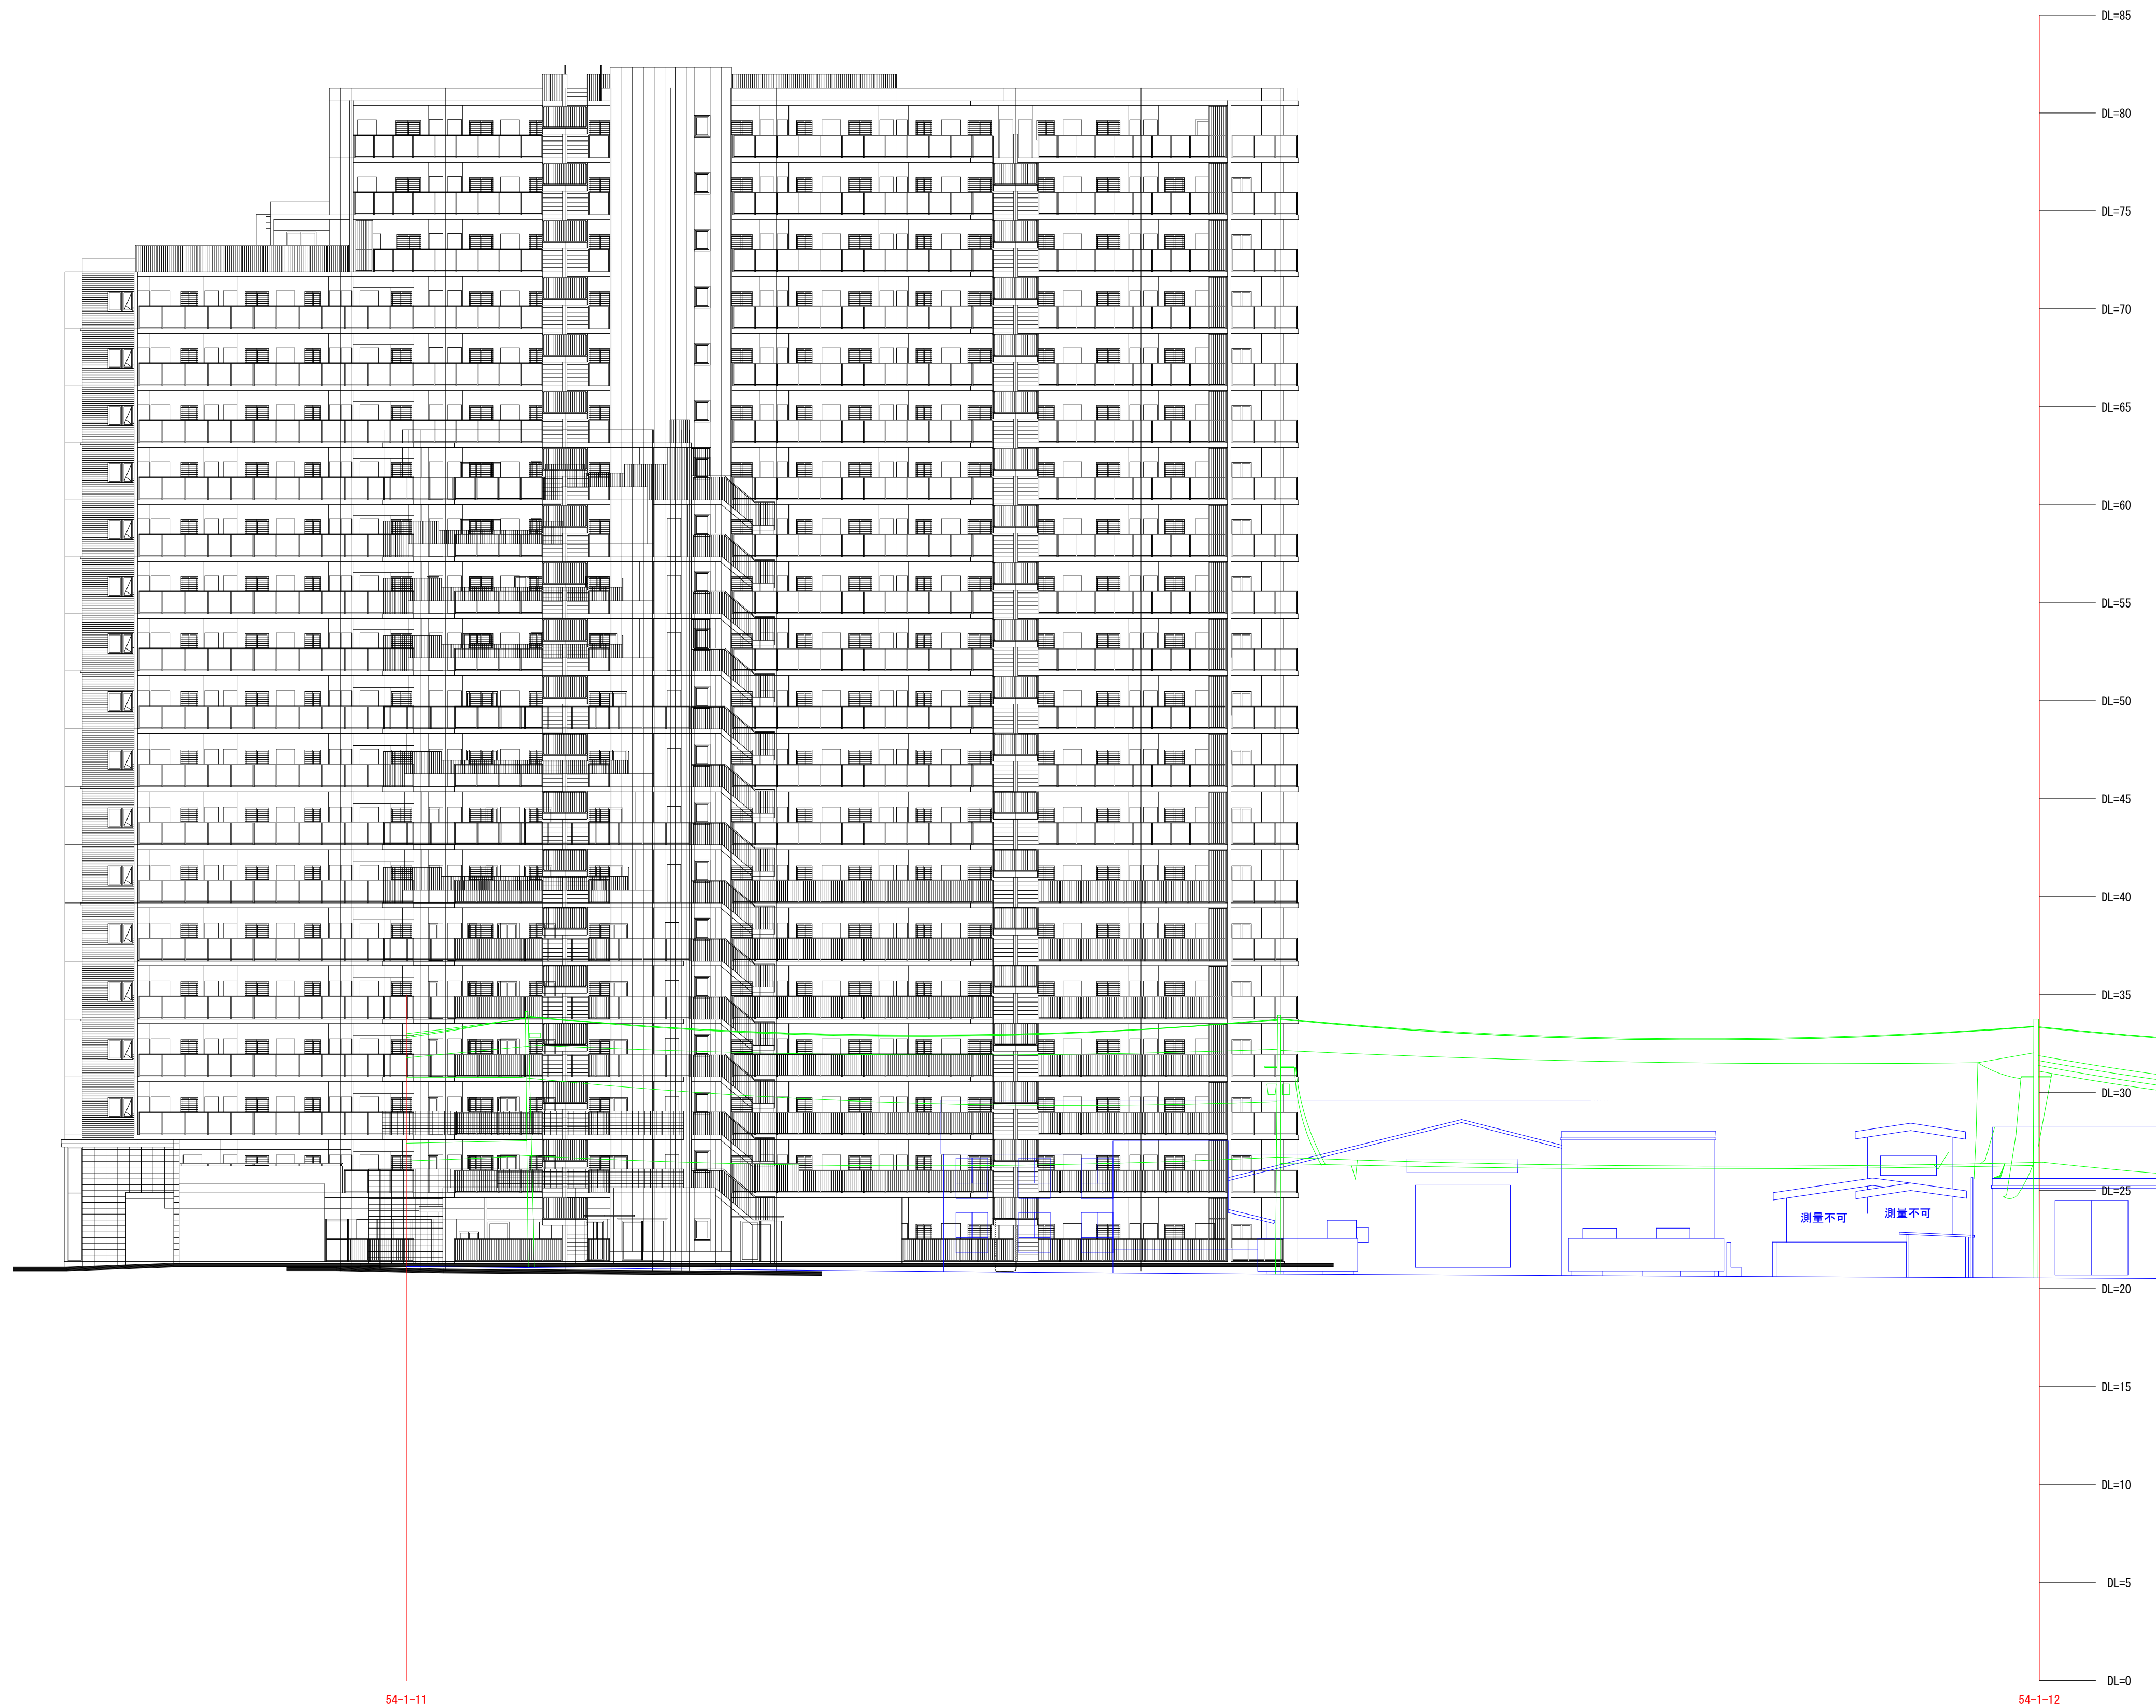 DL=85
DL=80
DL=75
DL=70
DL=65
DL=60
DL=55
DL=50
DL=45
DL=40
DL=35
DL=30
DL=25
測量不可
測量不可
DL=20
DL=15
DL=10
DL=5
DL=0
54-1-11
54-1-12